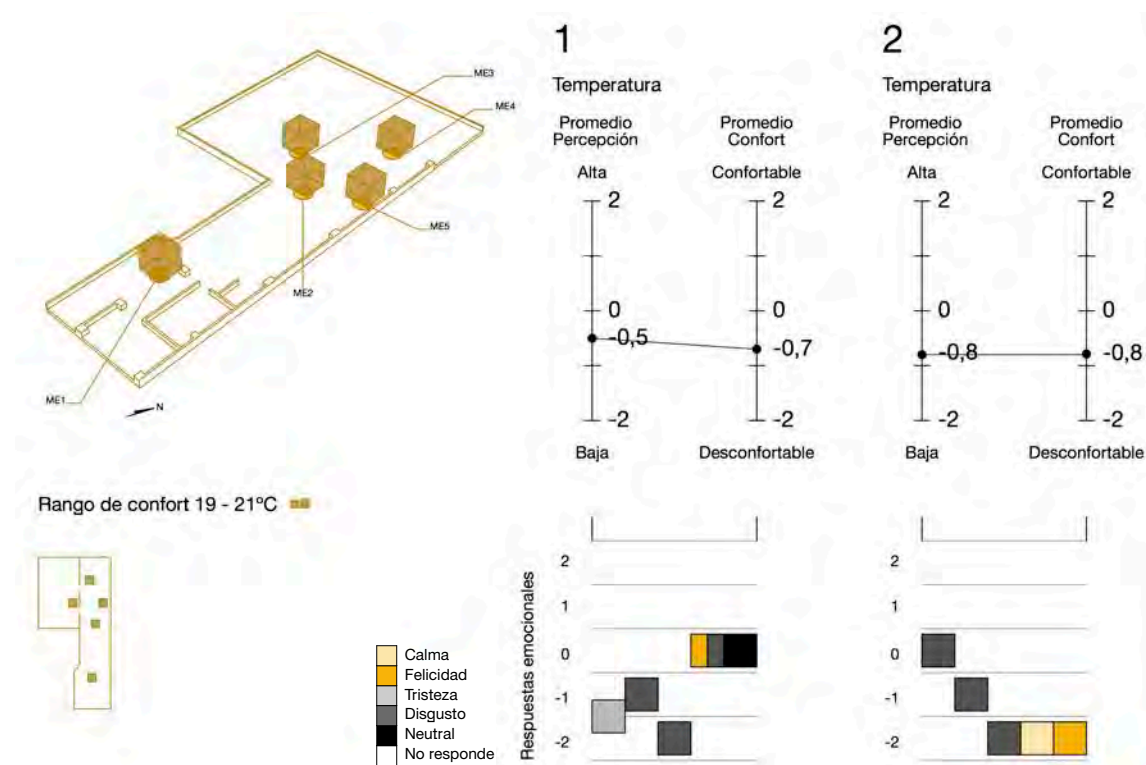 ME3
ME4
ME5
ME2
ME1
N
Rango de confort 19 - 21ºC
1
Temperatura
Promedio
Percepción
Promedio
Confort
Alta
Confortable
2
2
0
0
-0,5
-0,7
-2
-2
Baja
Desconfortable
2
Temperatura
Promedio
Percepción
Promedio
Confort
Alta
Confortable
2
2
0
0
-0,8
-0,8
-2
-2
Baja
Desconfortable
Calma
Felicidad
Tristeza
Disgusto
Neutral
No responde
Respuestas emocionales
2
1
0
-1
-2
2
1
0
-1
-2